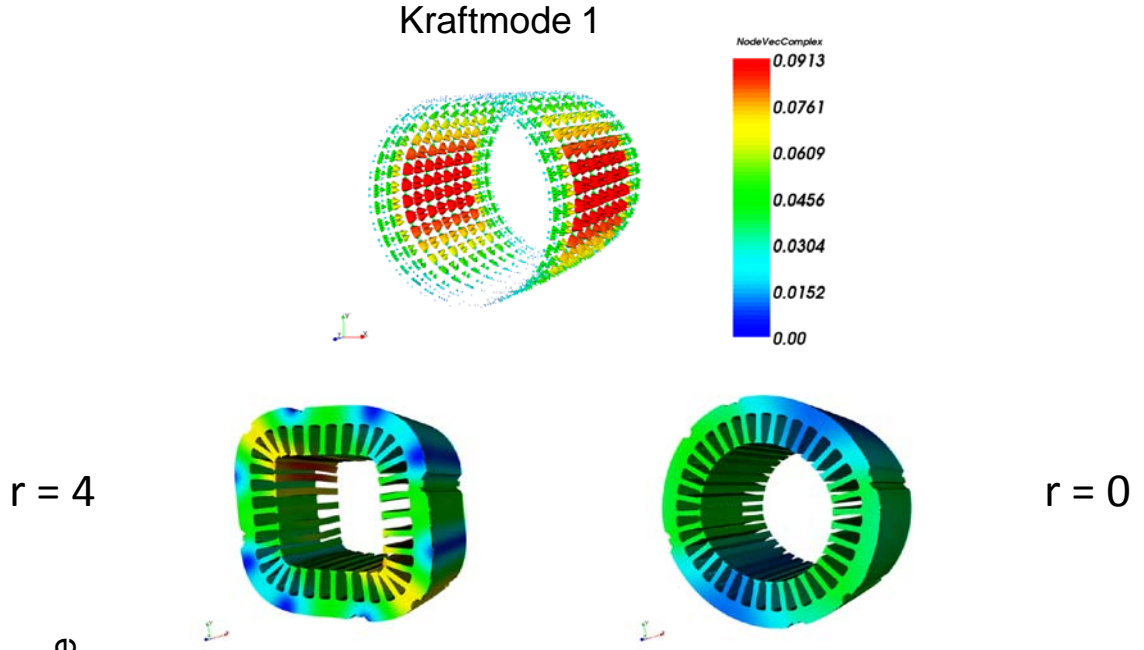 Kraftmode 1
NodeVecComplex
0.0913
0.0761
0.0609
0.0456
0.0304
0.0152
0.00
Y
X
r = 4
r = 0
e